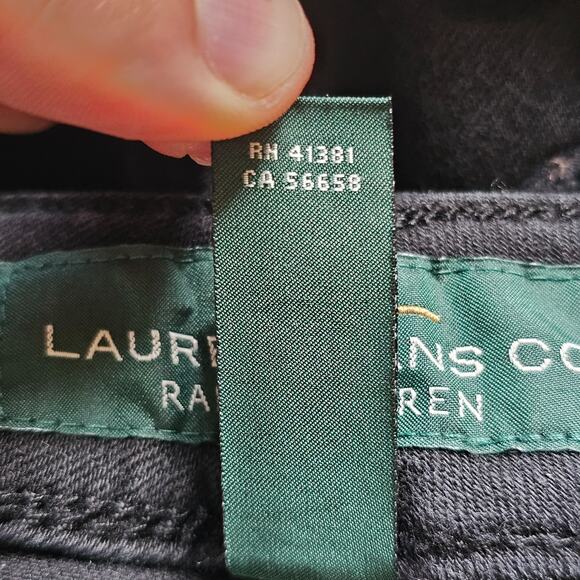 RN 41381
CA 56658
LAUR NS CO
RA REN